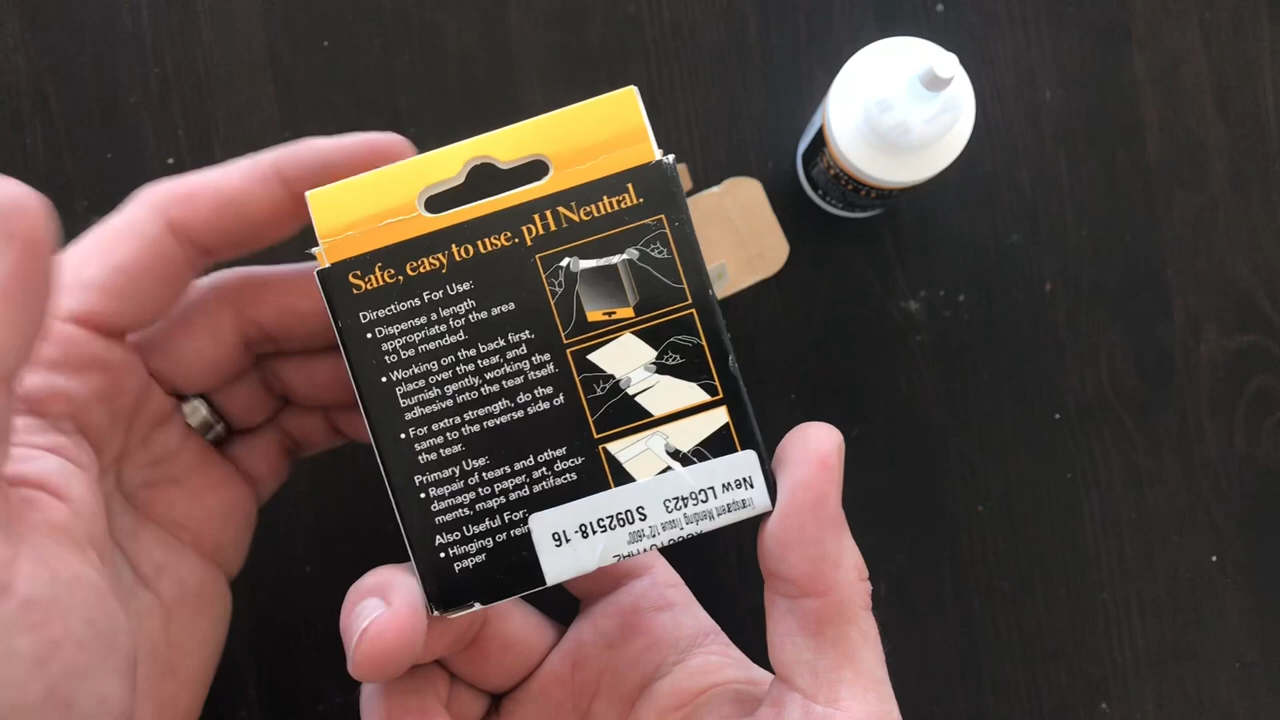 Safe, easy to use. pH Neutral.
Directions For Use:
• Dispense a length
appropriate for the area
to be mended.
• Working on the back first,
place over the tear, and
burnish gently, working the
adhesive into the tear itself.
• For extra strength, do the
same to the reverse side of
the tear.
Primary Use:
• Repair of tears and other
damage to paper, art, docu-
ments, maps and artifacts
Also Useful For:
• Hinging or
paper
New LC6423 S 092518-16
Transparent Mending Tissue 1/2"x600"